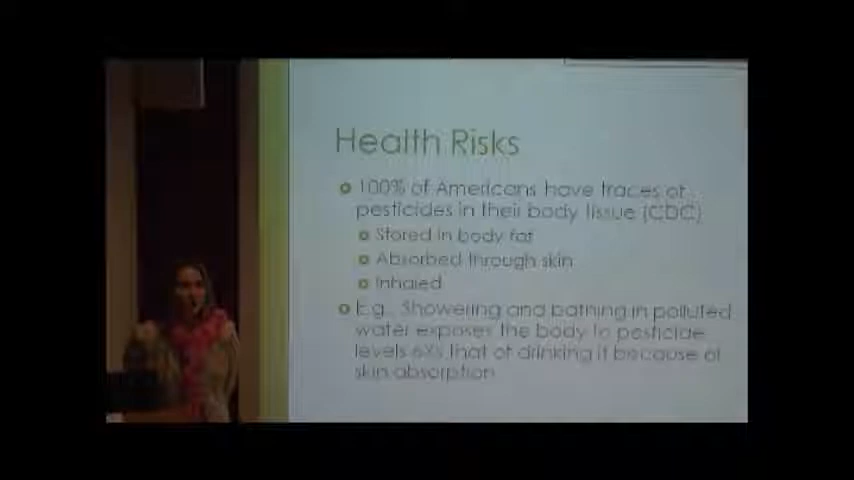 Health Risks
100% of Americans have traces of
pesticides in their body tissue (CDC)
Stored in body fat
Absorbed through skin
Inhaled
E.g., Showering and bathing in polluted
water exposes the body to pesticide
levels 6Xs that of drinking it because of
skin absorption